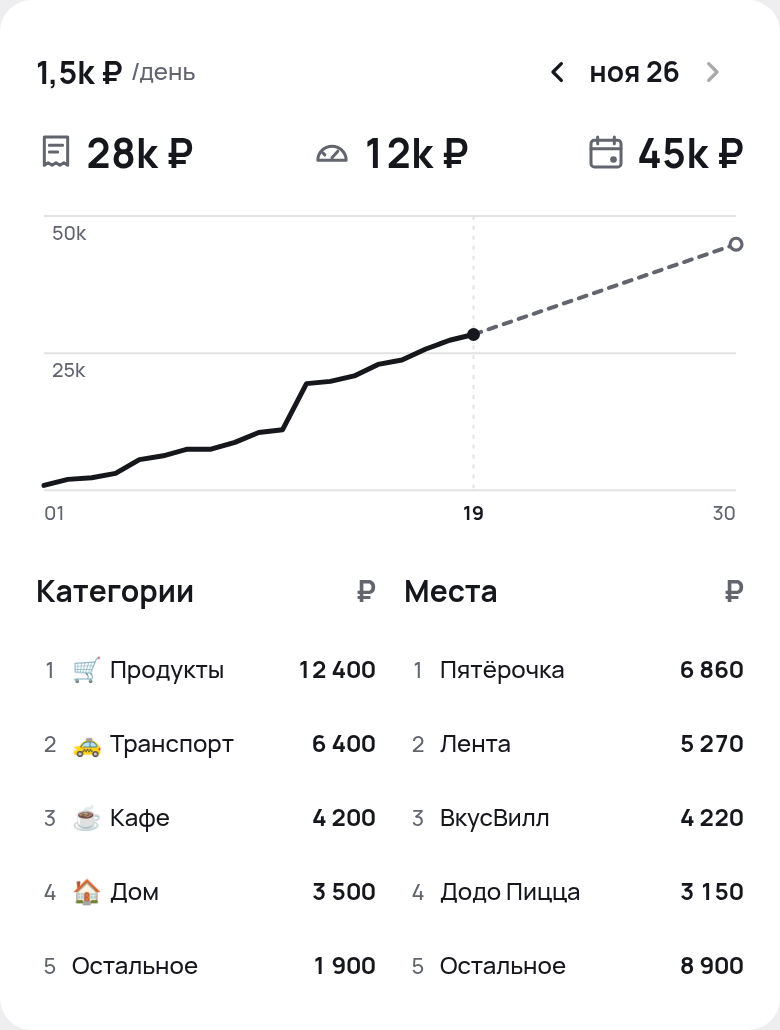 1,5k ₽ /день
ноя 26
28k ₽ 12k ₽ 45k ₽
50k
25k
01 19 30
Категории ₽
1 Продукты 12 400
2 Транспорт 6 400
3 Кафе 4 200
4 Дом 3 500
5 Остальное 1 900
Места ₽
1 Пятёрочка 6 860
2 Лента 5 270
3 ВкусВилл 4 220
4 Додо Пицца 3 150
5 Остальное 8 900